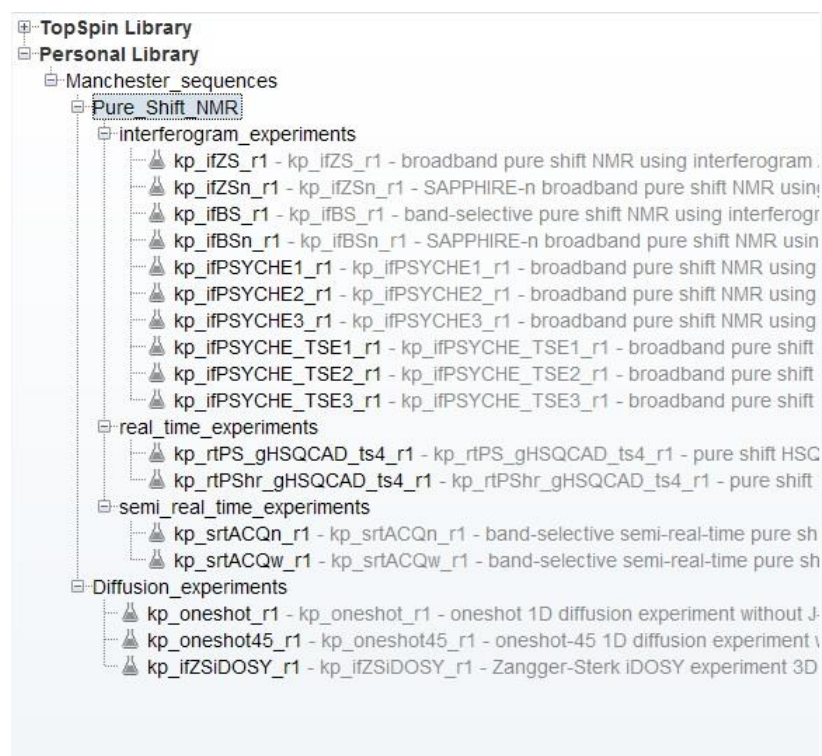 TopSpin Library
Personal Library
Manchester_sequences
Pure_Shift_NMR
interferogram_experiments
kp_ifZS_r1 - kp_ifZS_r1 - broadband pure shift NMR using interferogram
kp_ifZSn_r1 - kp_ifZSn_r1 - SAPPHIRE-n broadband pure shift NMR using
kp_ifBS_r1 - kp_ifBS_r1 - band-selective pure shift NMR using interferogr
kp_ifBSn_r1 - kp_ifBSn_r1 - SAPPHIRE-n broadband pure shift NMR usin
kp_ifPSYCHE1_r1 - kp_ifPSYCHE1_r1 - broadband pure shift NMR using
kp_ifPSYCHE2_r1 - kp_ifPSYCHE2_r1 - broadband pure shift NMR using
kp_ifPSYCHE3_r1 - kp_ifPSYCHE3_r1 - broadband pure shift NMR using
kp_ifPSYCHE_TSE1_r1 - kp_ifPSYCHE_TSE1_r1 - broadband pure shift
kp_ifPSYCHE_TSE2_r1 - kp_ifPSYCHE_TSE2_r1 - broadband pure shift
kp_ifPSYCHE_TSE3_r1 - kp_ifPSYCHE_TSE3_r1 - broadband pure shift
real_time_experiments
kp_rtPS_gHSQCAD_ts4_r1 - kp_rtPS_gHSQCAD_ts4_r1 - pure shift HSQ
kp_rtPShr_gHSQCAD_ts4_r1 - kp_rtPShr_gHSQCAD_ts4_r1 - pure shift
semi_real_time_experiments
kp_srtACQn_r1 - kp_srtACQn_r1 - band-selective semi-real-time pure sh
kp_srtACQw_r1 - kp_srtACQw_r1 - band-selective semi-real-time pure sh
Diffusion_experiments
kp_oneshot_r1 - kp_oneshot_r1 - oneshot 1D diffusion experiment without J-
kp_oneshot45_r1 - kp_oneshot45_r1 - oneshot-45 1D diffusion experiment
kp_ifZSiDOSY_r1 - kp_ifZSiDOSY_r1 - Zangger-Sterk iDOSY experiment 3D